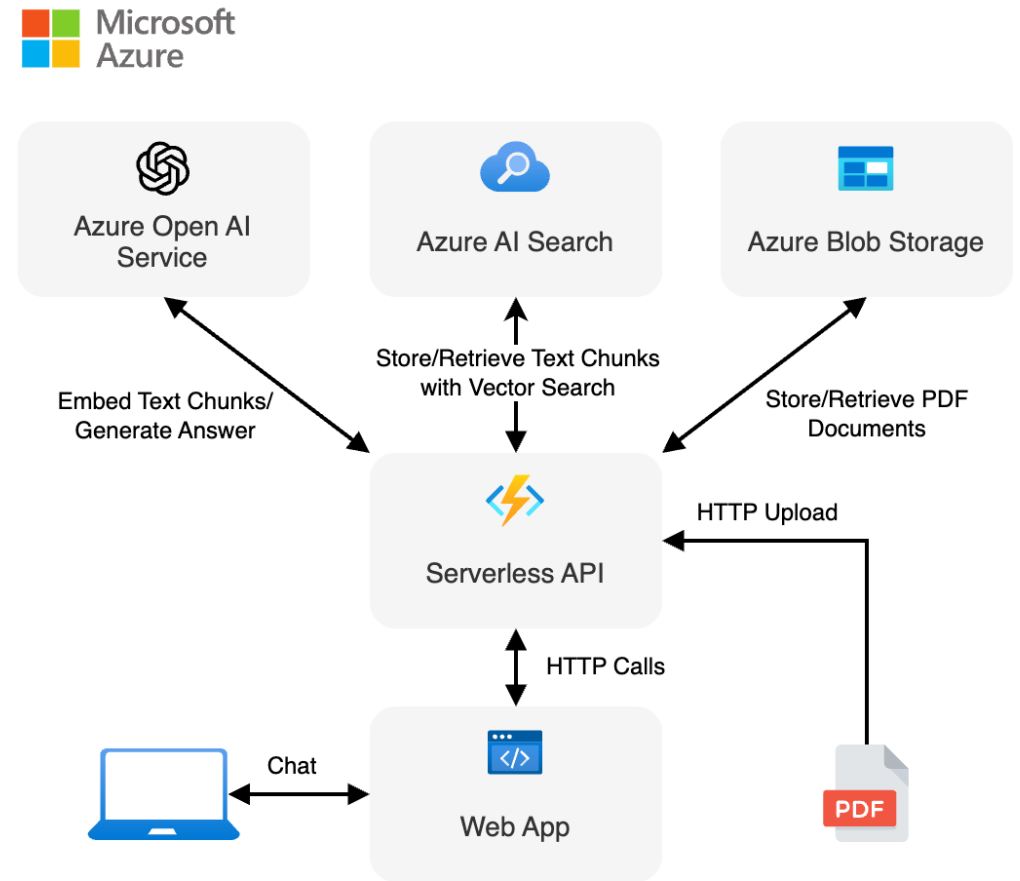 Microsoft
Azure
Azure Open AI
Service
Azure AI Search
Azure Blob Storage
Store/Retrieve Text Chunks
with Vector Search
Embed Text Chunks/
Generate Answer
Store/Retrieve PDF
Documents
HTTP Upload
Serverless API
HTTP Calls
Chat
</>
Web App
PDF